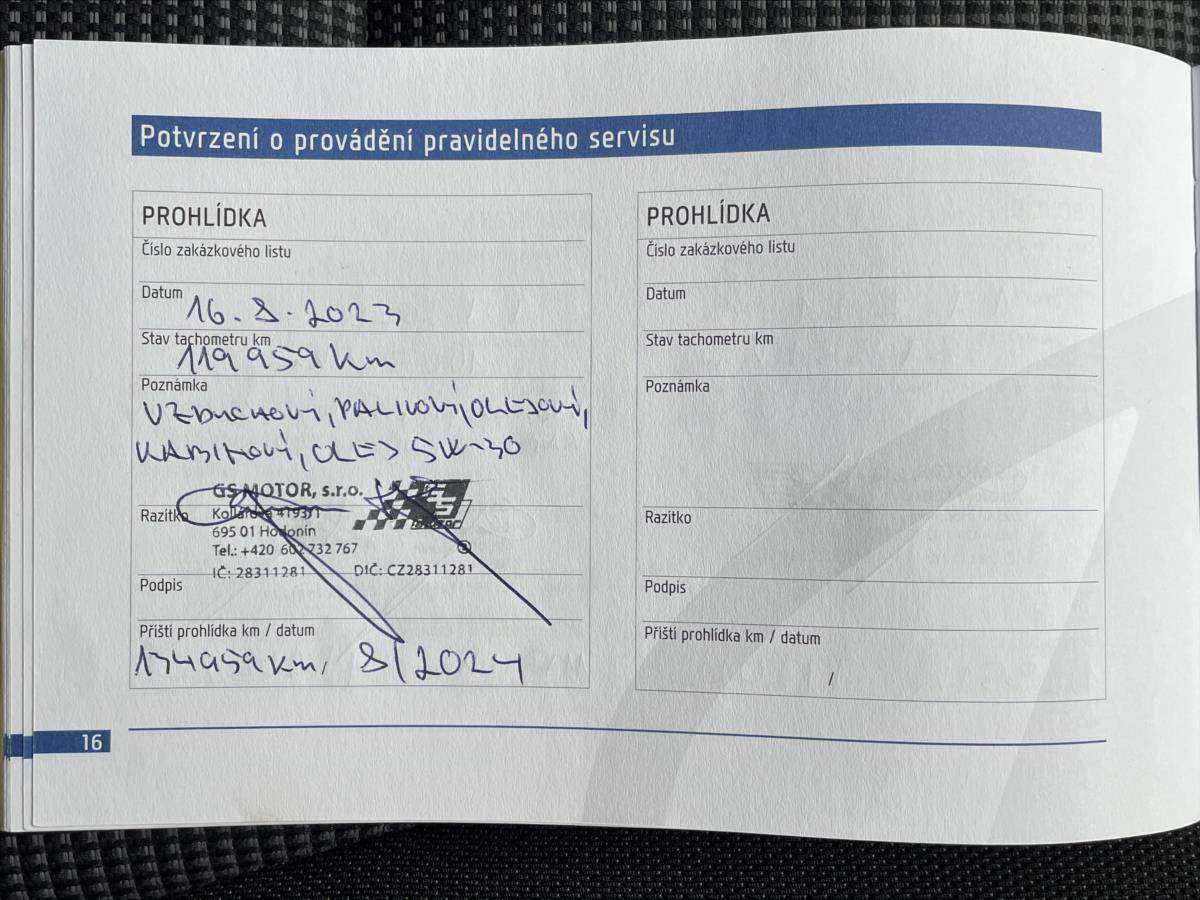 Potvrzení o provádění pravidelného servisu
PROHLÍDKA
Číslo zakázkového listu
Datum 16.8.2023
Stav tachometru km
119959 km
Poznámka
VZDUCHOVÝ, PALIVOVÝ, OLEJOVÝ,
KABINOVÝ, OLEJ 5W-30
GS MOTOR, s.r.o.
Razítko Kollárova 4193/1
695 01 Hodonín
Tel.: +420 602 732 767
IČ: 28311281 DIČ: CZ28311281
Podpis
Příští prohlídka km / datum
134959 km, 8/2024
PROHLÍDKA
Číslo zakázkového listu
Datum
Stav tachometru km
Poznámka
Razítko
Podpis
Příští prohlídka km / datum
/
16